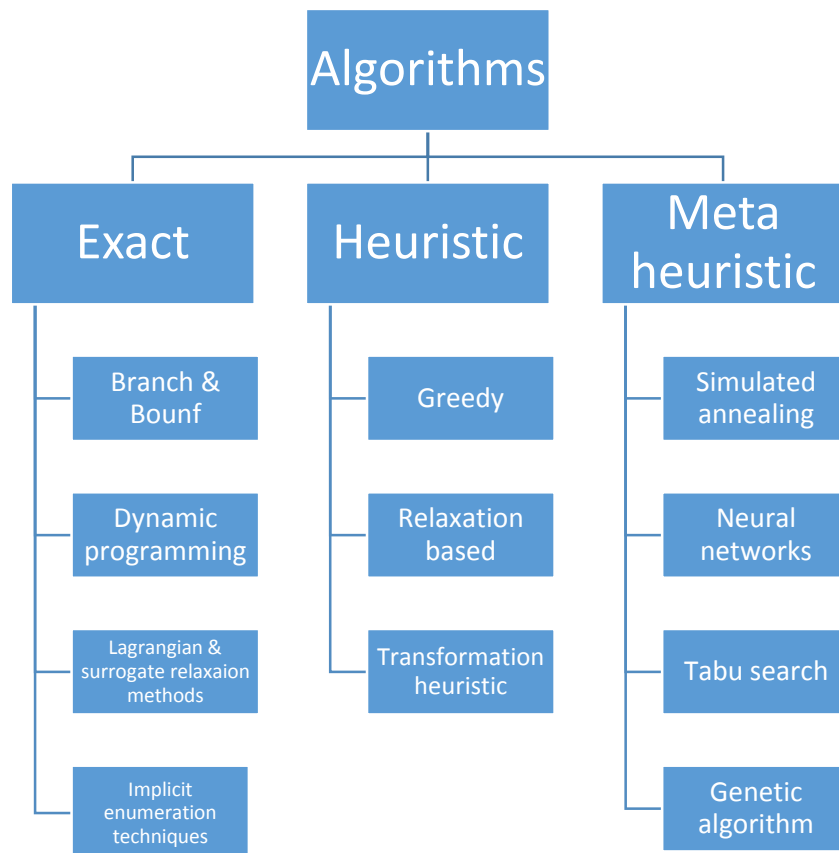 Algorithms
Exact
Heuristic
Meta
heuristic
Branch &
Bounf
Dynamic
programming
Lagrangian &
surrogate relaxaion
methods
Implicit
enumeration
techniques
Greedy
Relaxation
based
Transformation
heuristic
Simulated
annealing
Neural
networks
Tabu search
Genetic
algorithm